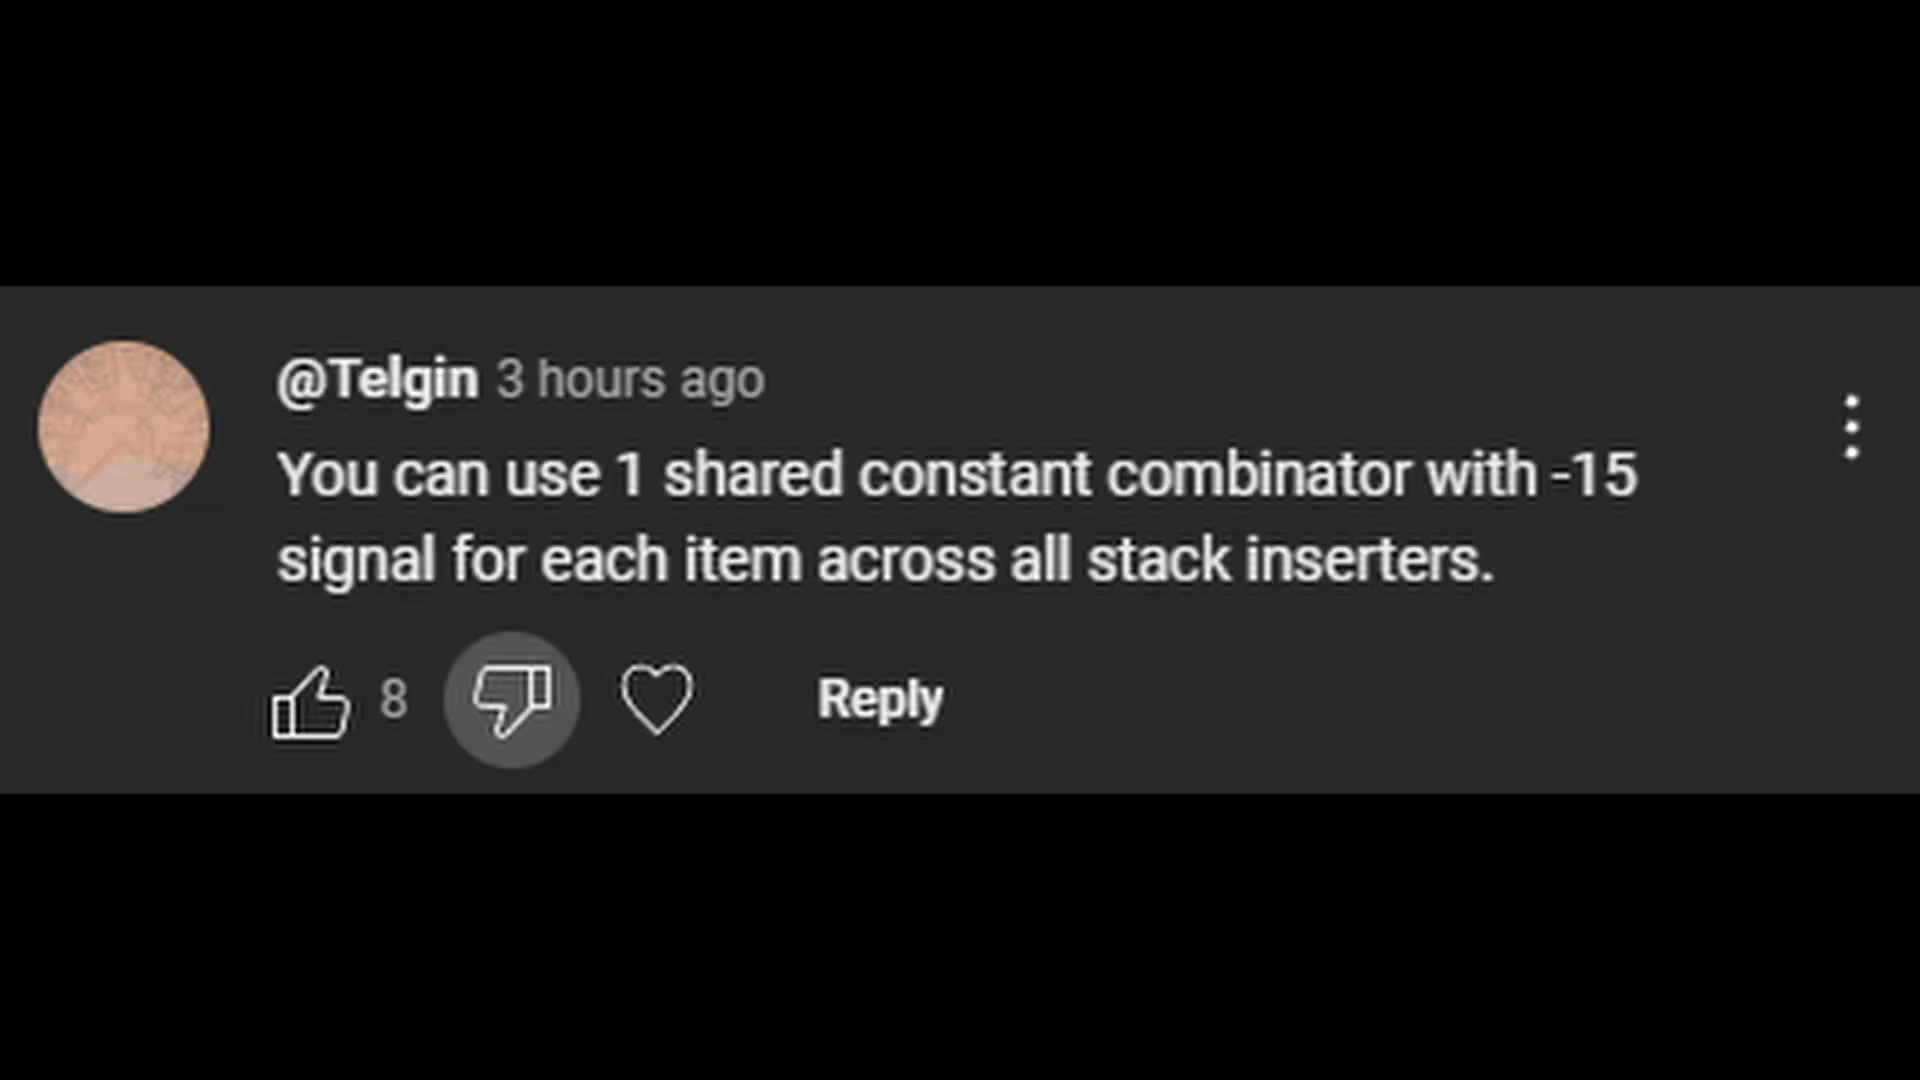 @Telgin 3 hours ago
You can use 1 shared constant combinator with -15
signal for each item across all stack inserters.
8 Reply